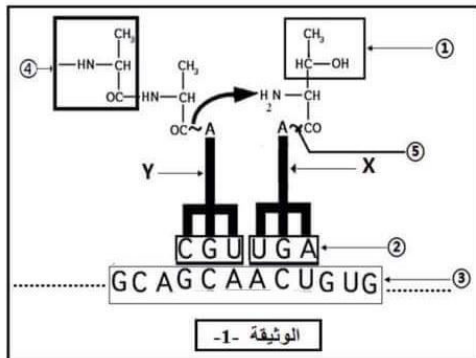 ④ CH3 CH3 ①
HN CH CH3 HC OH
OC HN CH H2N CH
OC~A A~CO
⑤
Y X
CGU UGA ②
GCAGCAACUGUG ③
الوثيقة -1-